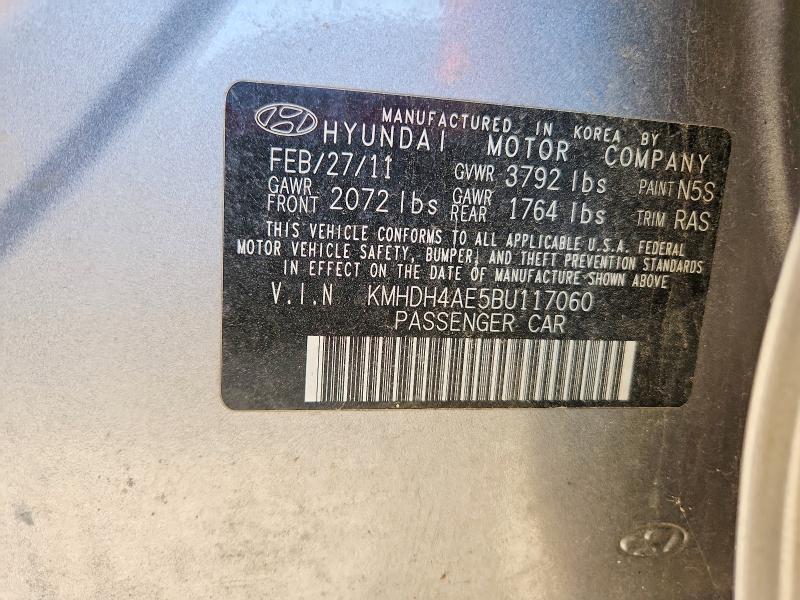 MANUFACTURED IN KOREA BY
HYUNDAI MOTOR COMPANY
FEB/27/11 GVWR 3792 lbs PAINT N5S
GAWR FRONT 2072 lbs GAWR REAR 1764 lbs TRIM RAS
THIS VEHICLE CONFORMS TO ALL APPLICABLE U.S.A. FEDERAL
MOTOR VEHICLE SAFETY, BUMPER, AND THEFT PREVENTION STANDARDS
IN EFFECT ON THE DATE OF MANUFACTURE SHOWN ABOVE
V.I.N KMHDH4AE5BU117060
PASSENGER CAR